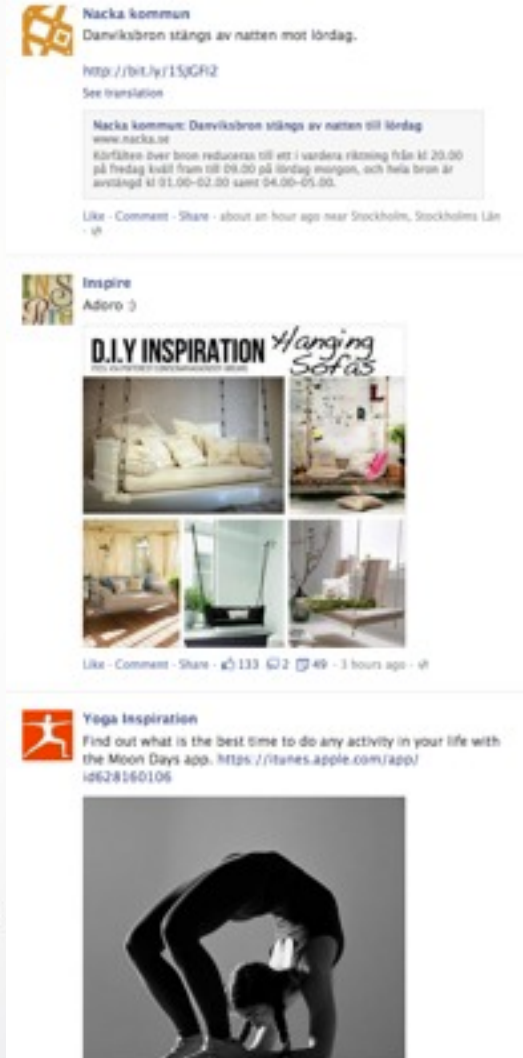 Nacka kommun
Danviksbron stängs av natten mot lördag.
See translation
Nacka kommun: Danviksbron stängs av natten till lördag
www.nacka.se
Körfälten över bron reduceras till ett i vardera riktning från kl 20.00
på fredag kväll fram till 09.00 på lördag morgon, och hela bron är
avstängd kl 01.00-02.00 samt 04.00-05.00.
Like · Comment · Share · about an hour ago near Stockholm, Stockholms Län
Inspire
Adoro :)
D.I.Y INSPIRATION Hanging
Sofas
Like · Comment · Share · 133 2 49 · 3 hours ago ·
Yoga Inspiration
Find out what is the best time to do any activity in your life with
the Moon Days app. https://itunes.apple.com/app/
id628160106